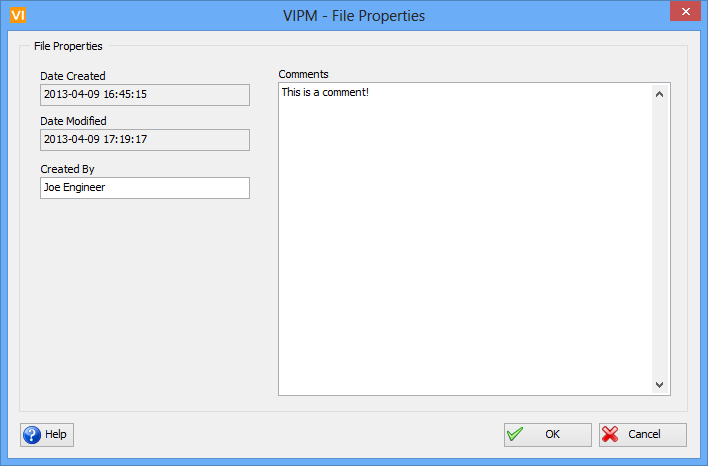 VI
VIPM - File Properties
File Properties
Date Created
2013-04-09 16:45:15
Date Modified
2013-04-09 17:19:17
Created By
Joe Engineer
Comments
This is a comment!
? Help
OK
Cancel